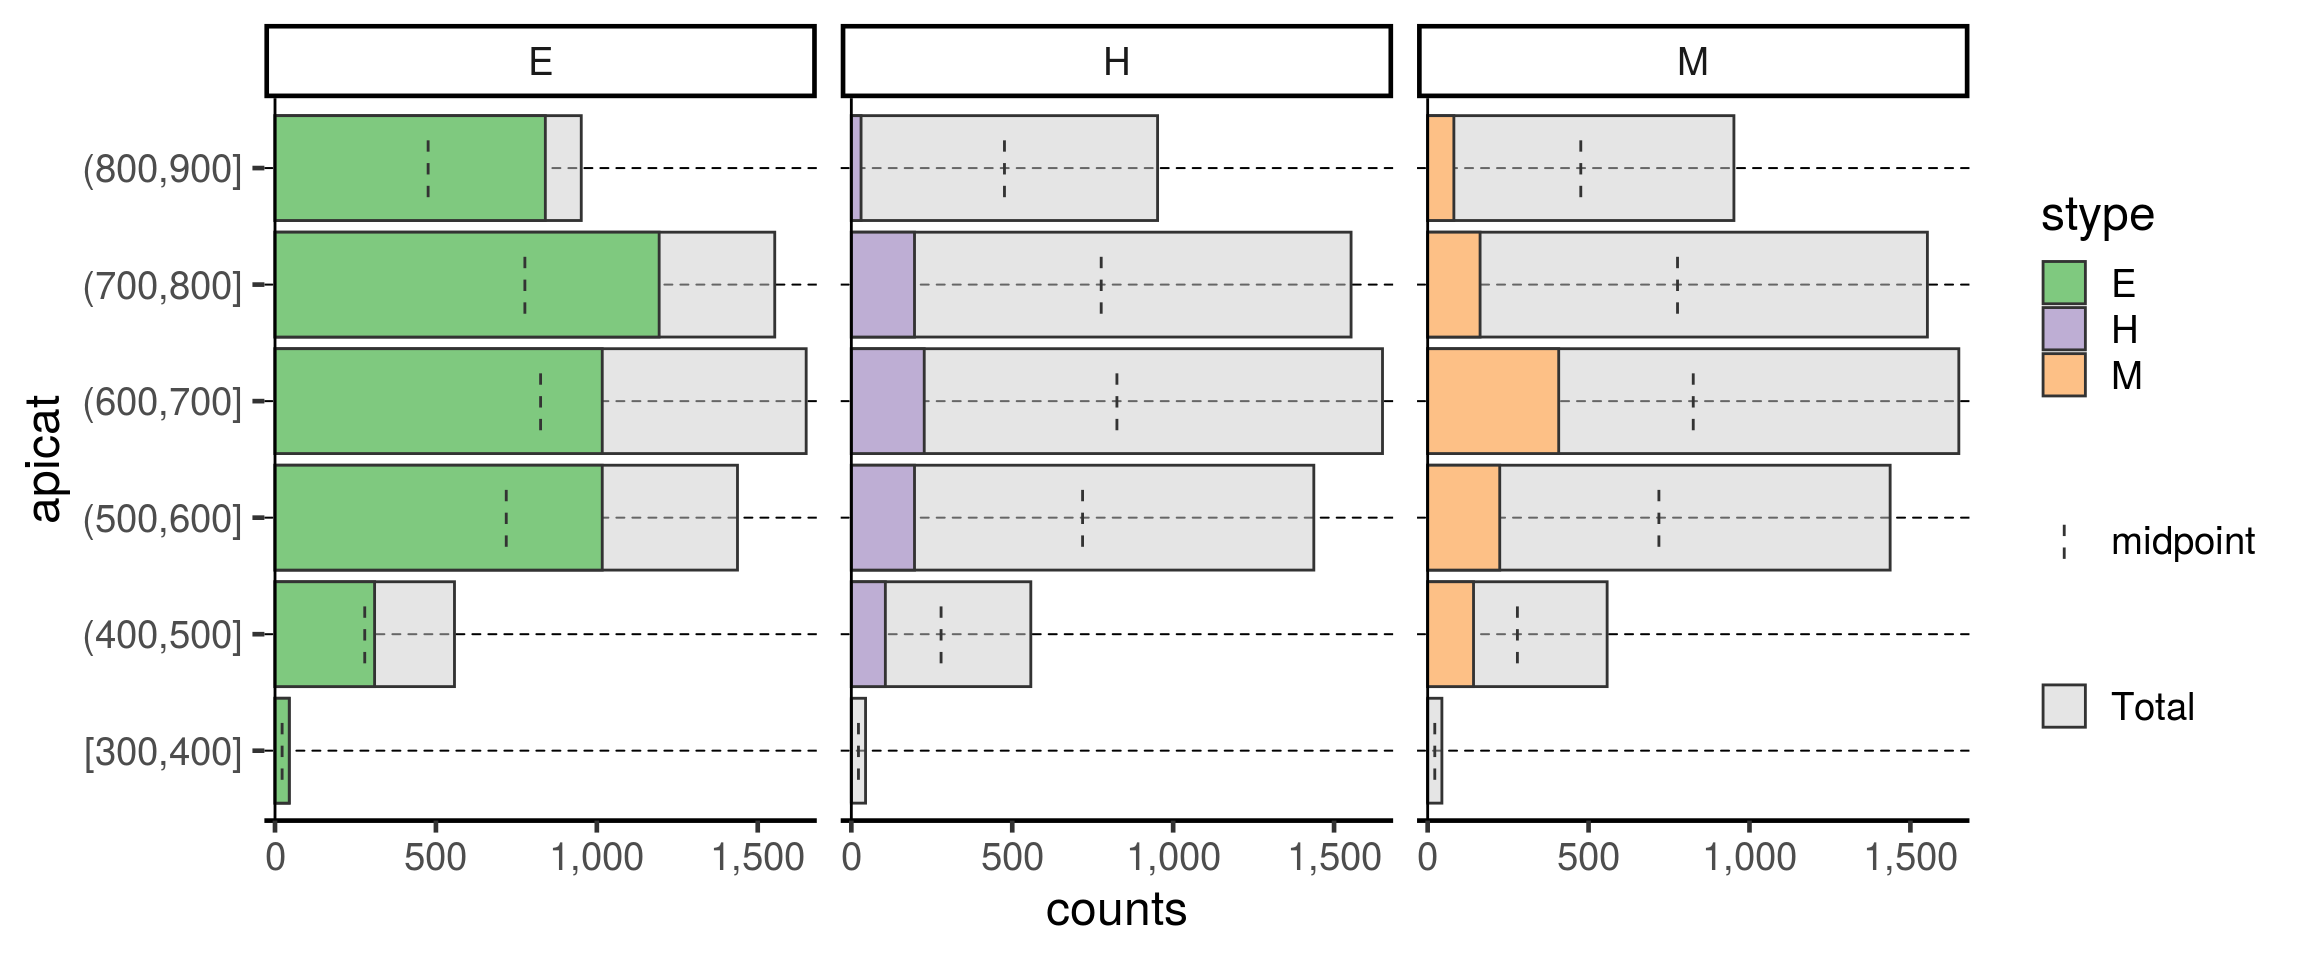 E
H
M
(800,900]
(700,800]
(600,700]
(500,600]
(400,500]
[300,400]
apicat
0 500 1,000 1,500
0 500 1,000 1,500
0 500 1,000 1,500
counts
stype
E
H
M
midpoint
Total